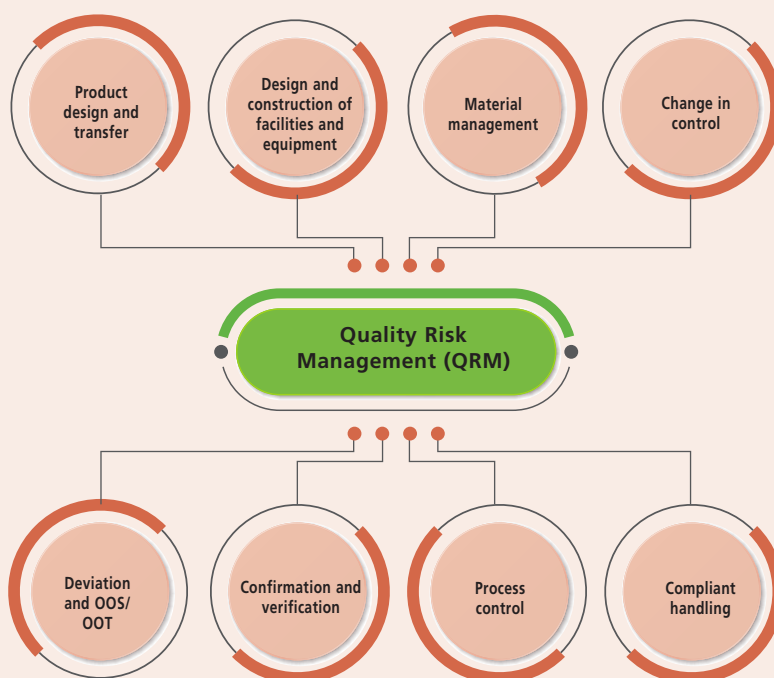 Product
design and
transfer
Design and
construction of
facilities and
equipment
Material
management
Change in
control
Quality Risk
Management (QRM)
Deviation
and OOS/
OOT
Confirmation and
verification
Process
control
Compliant
handling